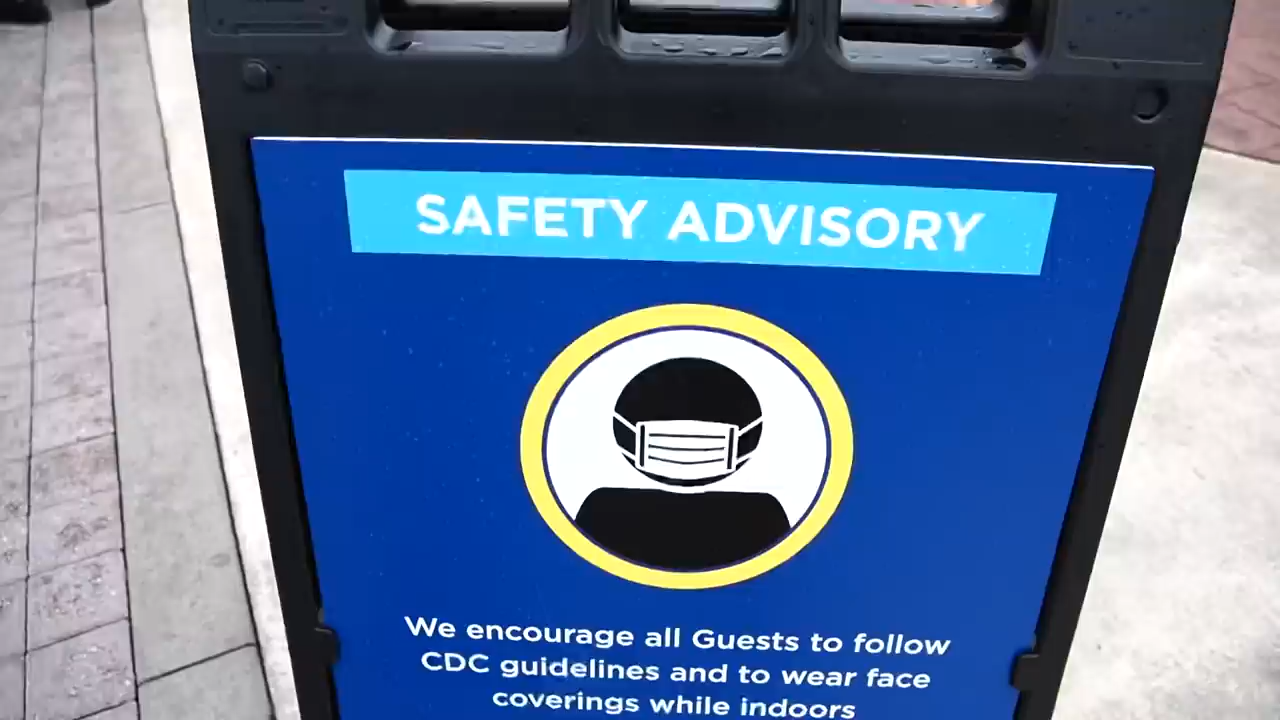 SAFETY ADVISORY
We encourage all Guests to follow
CDC guidelines and to wear face
coverings while indoors